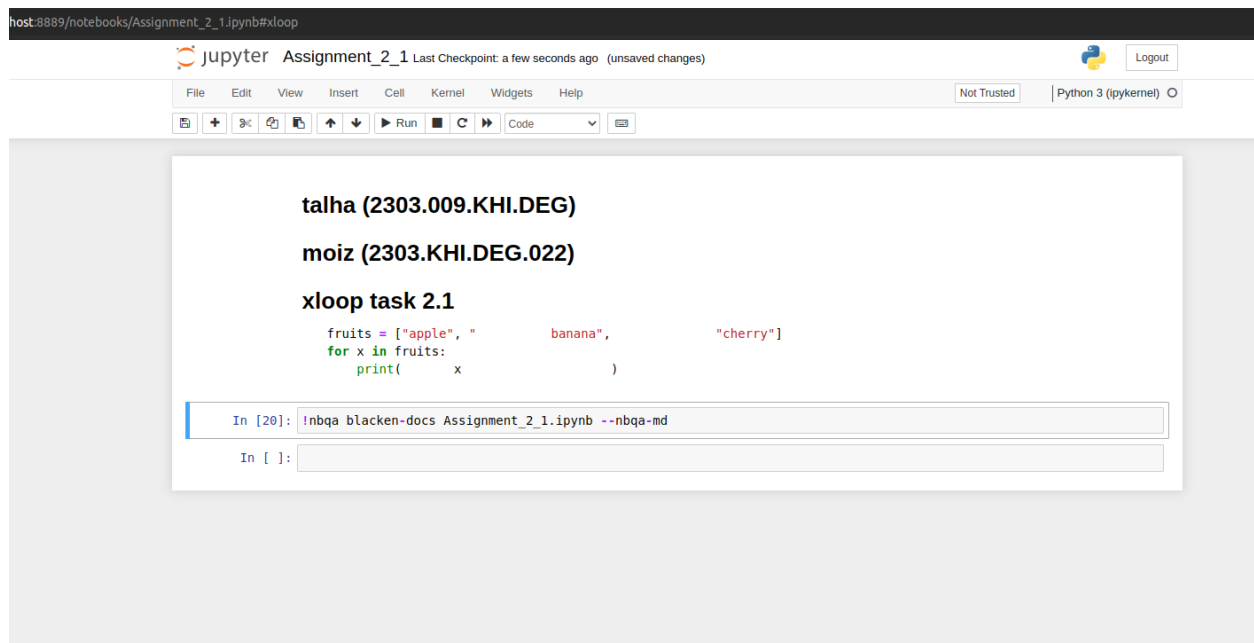 host:8889/notebooks/Assignment_2_1.ipynb#xloop
jupyter Assignment_2_1 Last Checkpoint: a few seconds ago (unsaved changes) Logout
File Edit View Insert Cell Kernel Widgets Help Not Trusted Python 3 (ipykernel)
Run Code
talha (2303.009.KHI.DEG)
moiz (2303.KHI.DEG.022)
xloop task 2.1
fruits = ["apple", "          banana",              "cherry"]
for x in fruits:
    print(       x                    )
In [20]: !nbqa blacken-docs Assignment_2_1.ipynb --nbqa-md
In [ ]: